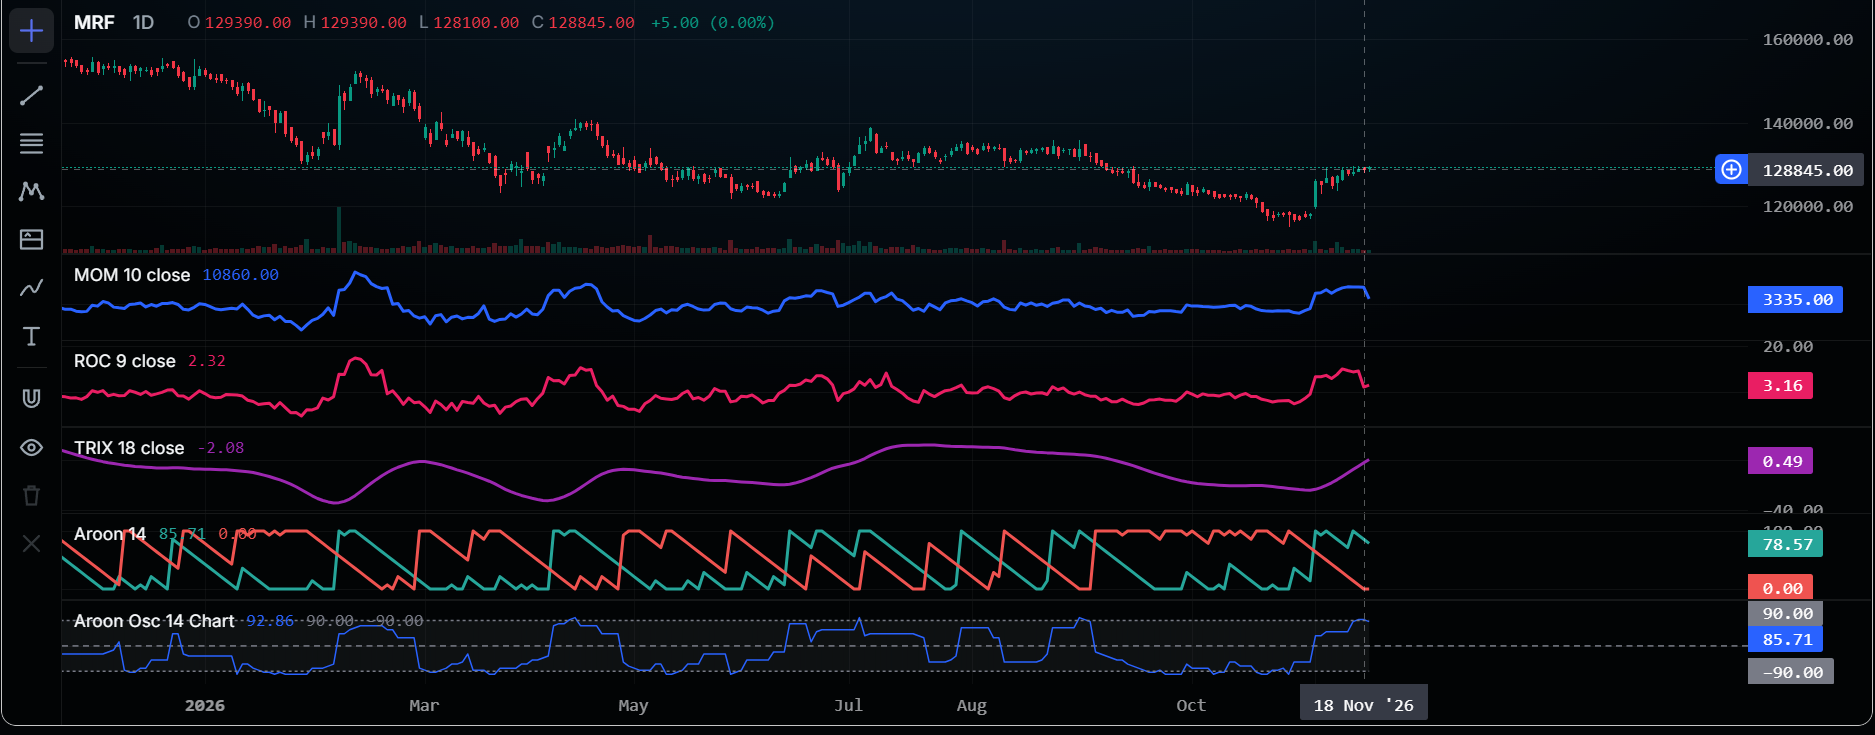 MRF 1D O 129390.00 H 129390.00 L 128100.00 C 128845.00 +5.00 (0.00%)
160000.00
140000.00
128845.00
120000.00
MOM 10 close 10860.00
3335.00
20.00
ROC 9 close 2.32
3.16
TRIX 18 close -2.08
0.49
-40.00
Aroon 14 85.71 0.00
100.00
78.57
0.00
Aroon Osc 14 Chart 92.86 90.00 -90.00
90.00
85.71
-90.00
2026 Mar May Jul Aug Oct 18 Nov '26